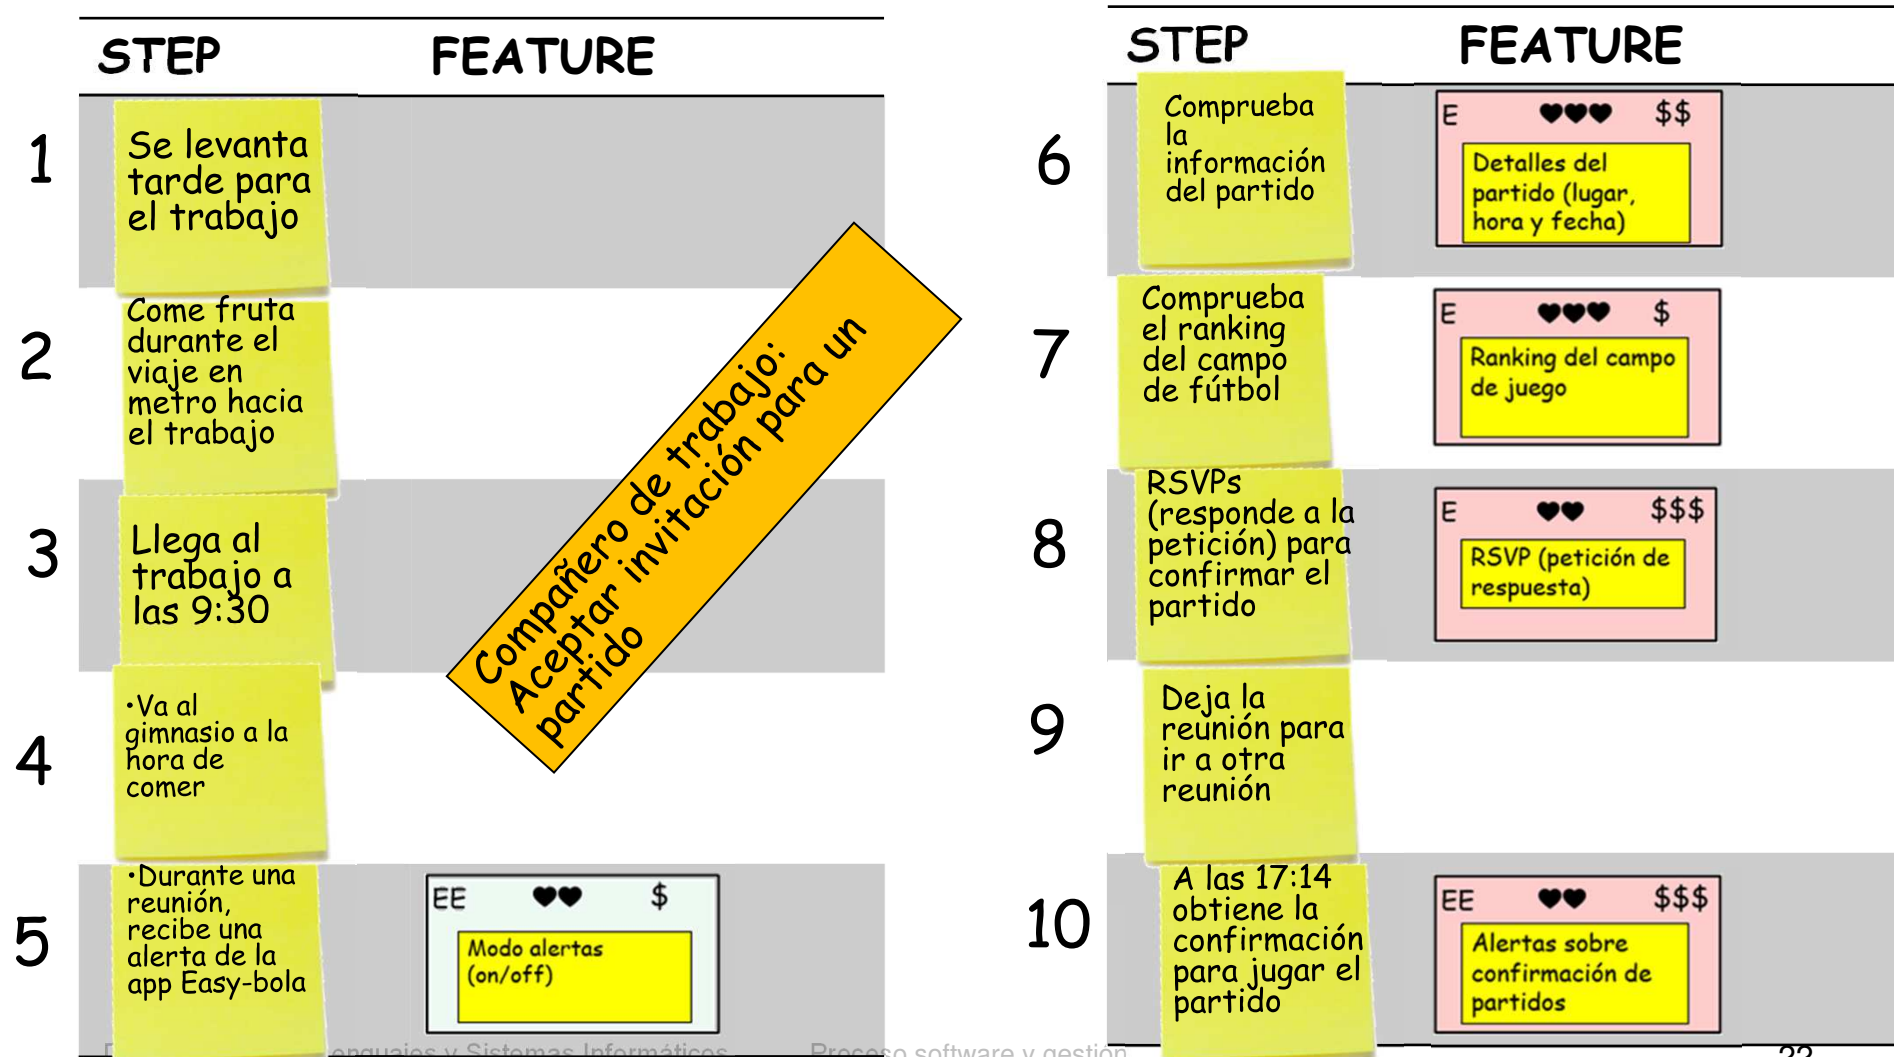 STEP FEATURE
1
Se levanta
tarde para
el trabajo
2
Come fruta
durante el
viaje en
metro hacia
el trabajo
3
Llega al
trabajo a
las 9:30
4
•Va al
gimnasio a la
hora de
comer
5
•Durante una
reunión,
recibe una
alerta de la
app Easy-bola
EE ♥♥ $
Modo alertas
(on/off)
Compañero de trabajo:
Aceptar invitación para un
partido
STEP FEATURE
6
Comprueba
la
información
del partido
E ♥♥♥ $$
Detalles del
partido (lugar,
hora y fecha)
7
Comprueba
el ranking
del campo
de fútbol
E ♥♥♥ $
Ranking del campo
de juego
8
RSVPs
(responde a la
petición) para
confirmar el
partido
E ♥♥ $$$
RSVP (petición de
respuesta)
9
Deja la
reunión para
ir a otra
reunión
10
A las 17:14
obtiene la
confirmación
para jugar el
partido
EE ♥♥ $$$
Alertas sobre
confirmación de
partidos
y Sistemas Informáticos Proceso software y gestión